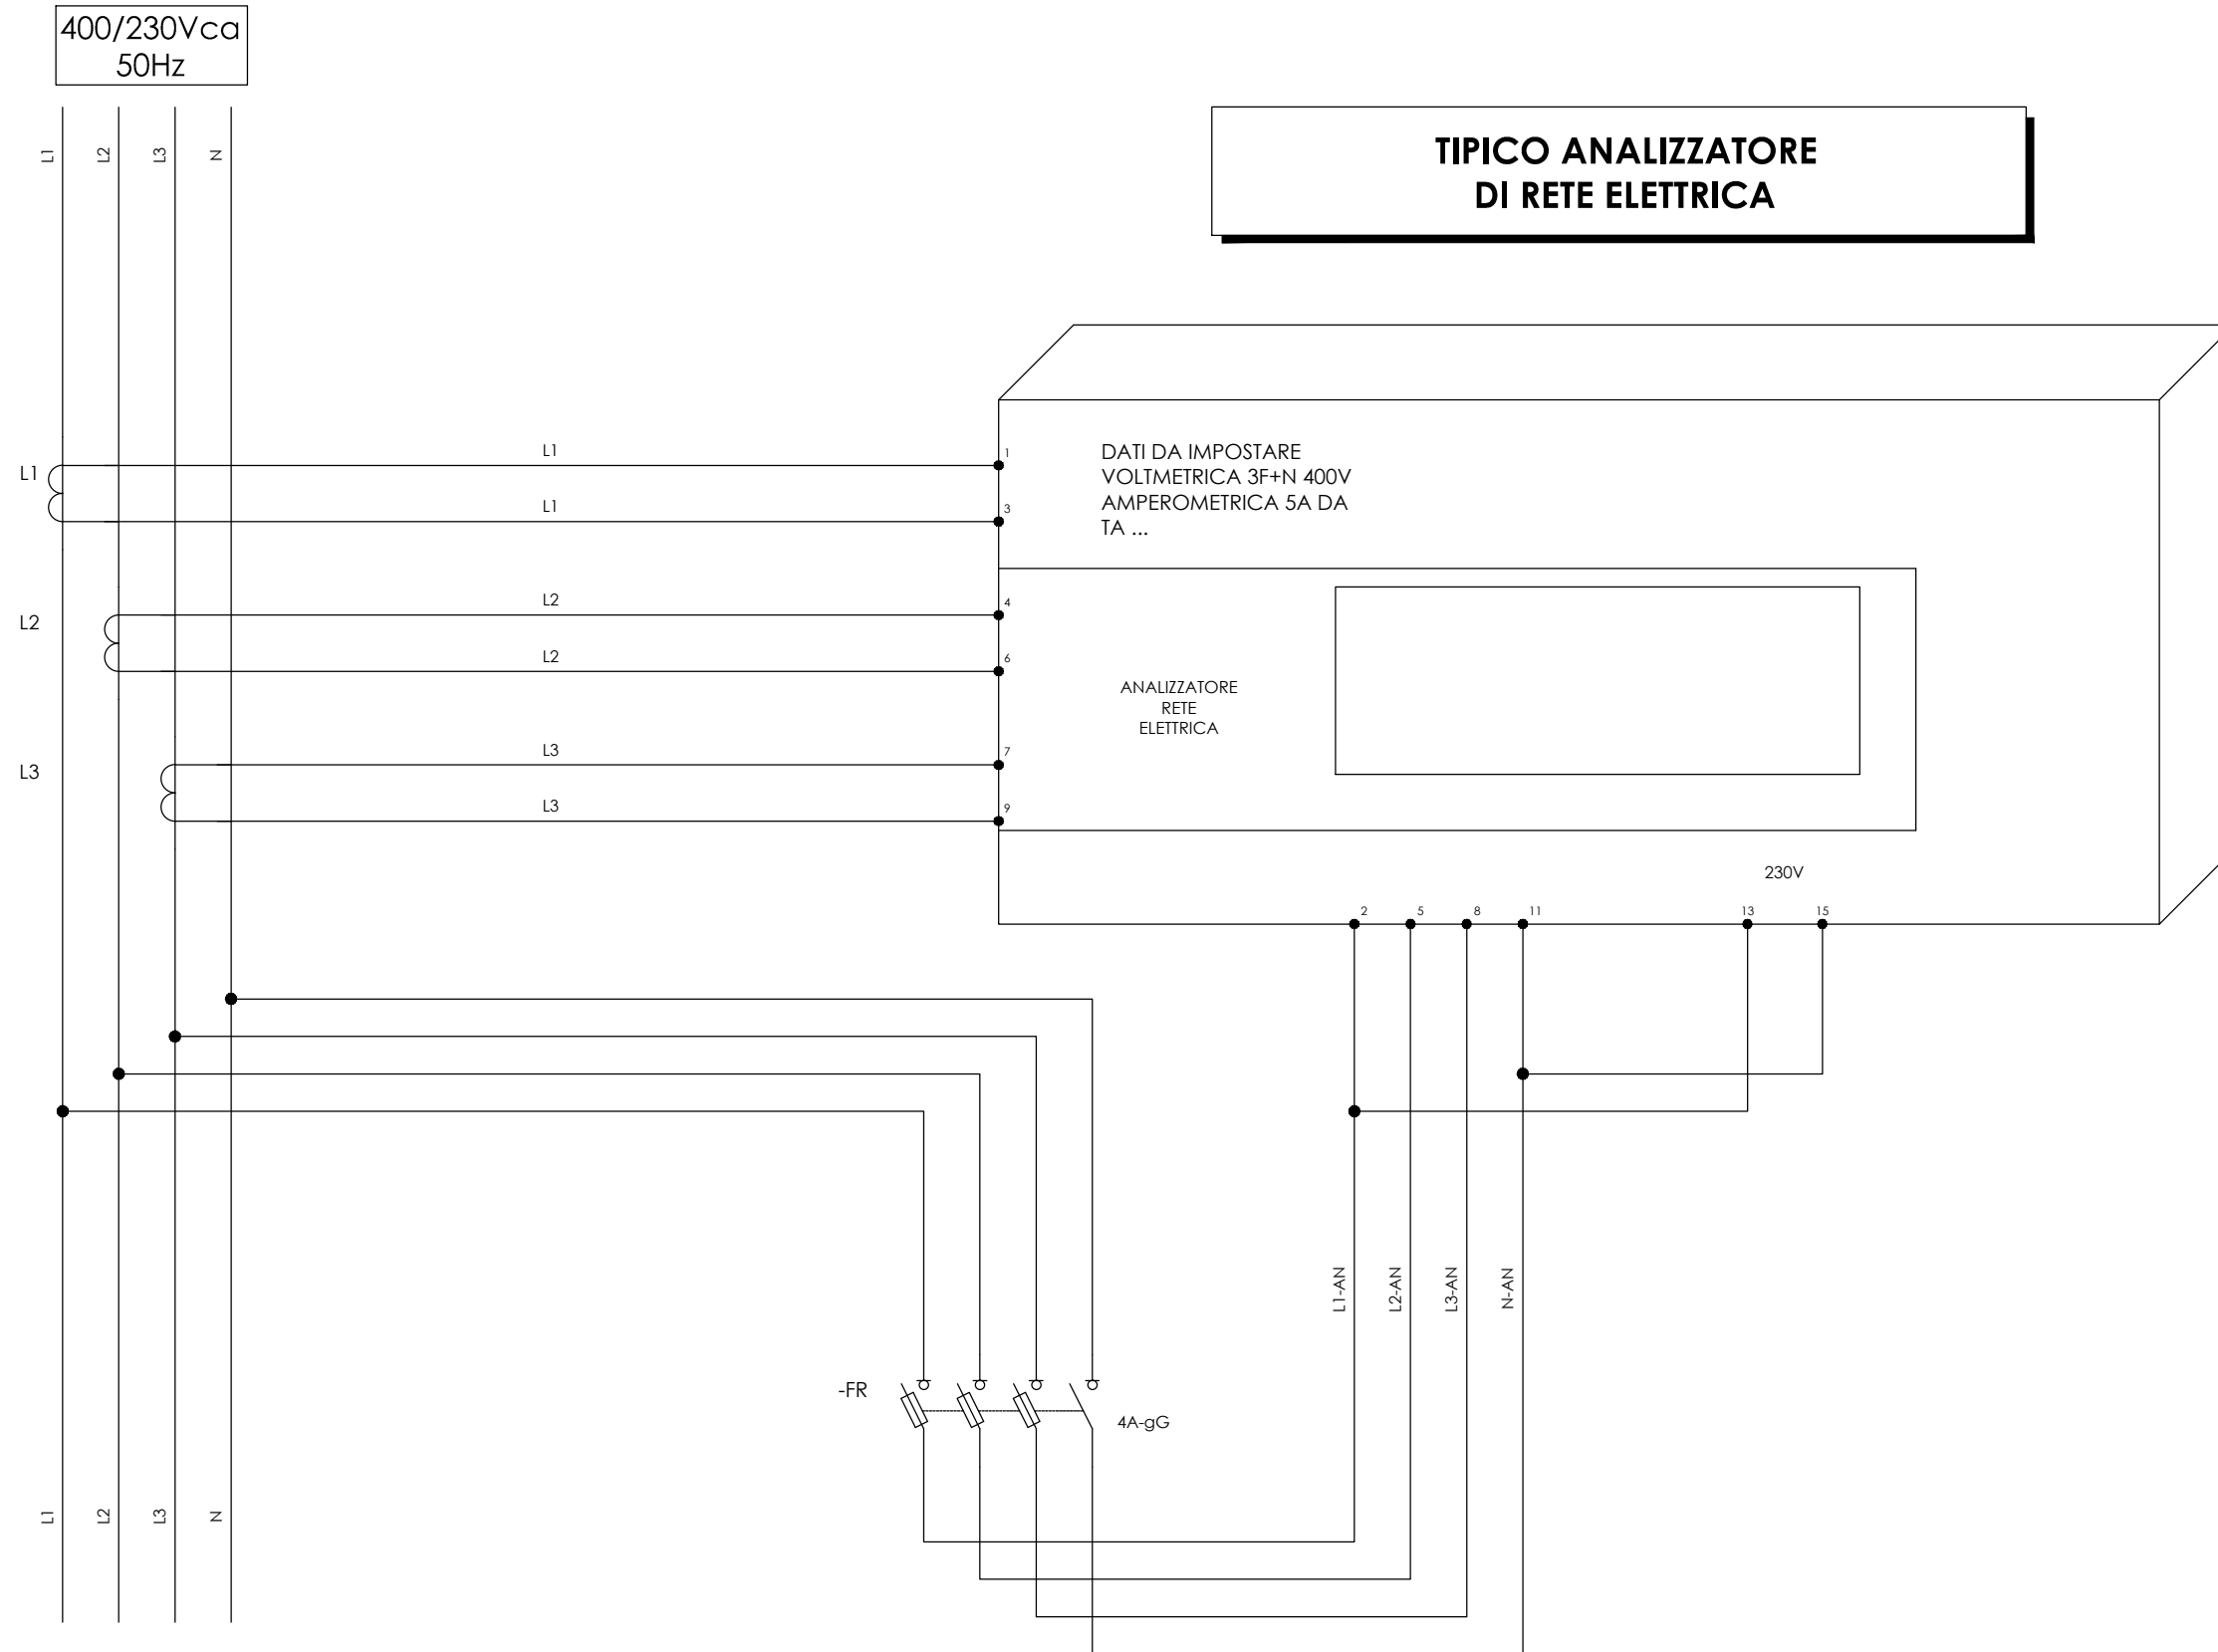 400/230Vca
50Hz
TIPICO ANALIZZATORE
DI RETE ELETTRICA
L1
L2
L3
N
L1
L1
1
L1
3
DATI DA IMPOSTARE
VOLTMETRICA 3F+N 400V
AMPEROMETRICA 5A DA
TA ...
L2
L2
4
L2
6
ANALIZZATORE
RETE
ELETTRICA
L3
L3
7
L3
9
230V
2
5
8
11
13
15
L1-AN
L2-AN
L3-AN
N-AN
-FR
4A-gG
L1
L2
L3
N